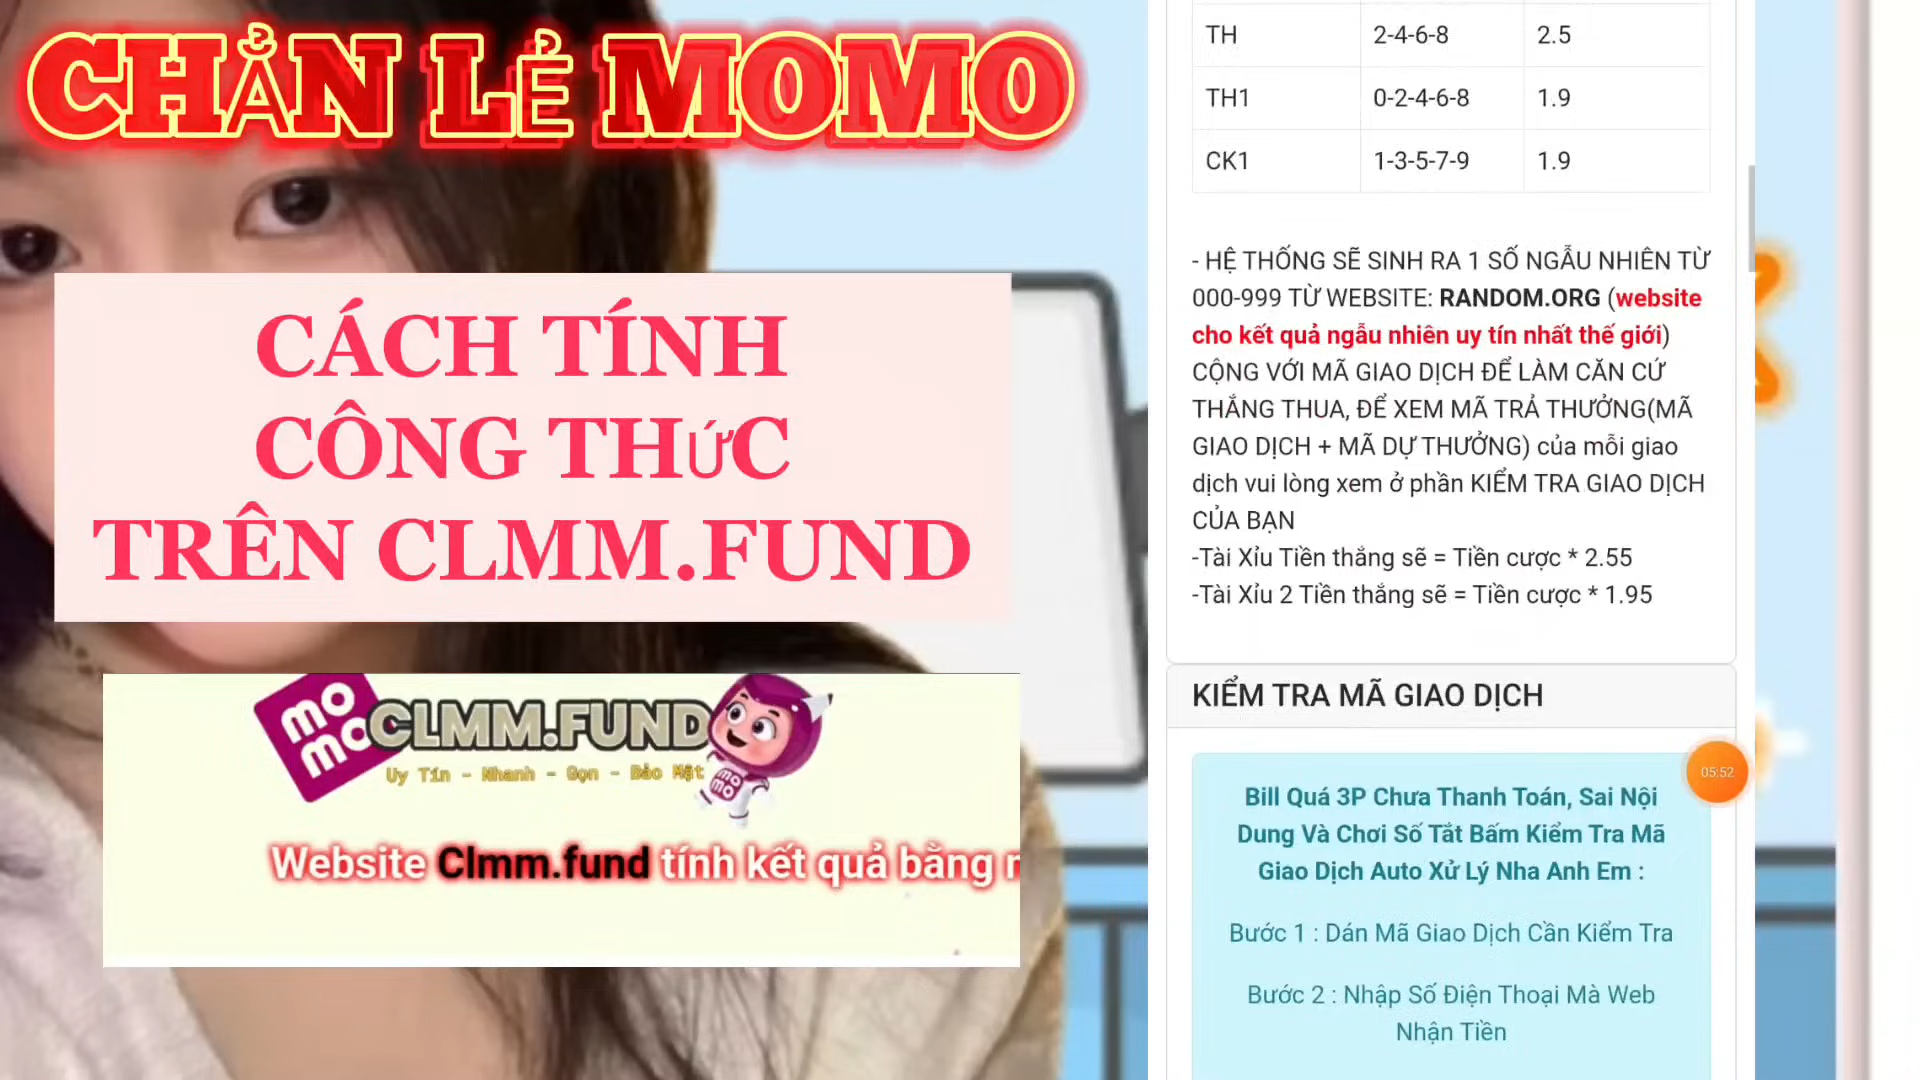 CHẲN LẺ MOMO
CÁCH TÍNH
CÔNG THỨC
TRÊN CLMM.FUND
MOMO
CLMM.FUND
Uy Tín - Nhanh - Gọn - Bảo Mật
MOMO
Website Clmm.fund tính kết quả bằng
TH 2-4-6-8 2.5
TH1 0-2-4-6-8 1.9
CK1 1-3-5-7-9 1.9
- HỆ THỐNG SẼ SINH RA 1 SỐ NGẪU NHIÊN TỪ
000-999 TỪ WEBSITE: RANDOM.ORG (website
cho kết quả ngẫu nhiên uy tín nhất thế giới)
CỘNG VỚI MÃ GIAO DỊCH ĐỂ LÀM CĂN CỨ
THẮNG THUA, ĐỂ XEM MÃ TRẢ THƯỞNG(MÃ
GIAO DỊCH + MÃ DỰ THƯỞNG) của mỗi giao
dịch vui lòng xem ở phần KIỂM TRA GIAO DỊCH
CỦA BẠN
-Tài Xỉu Tiền thắng sẽ = Tiền cược * 2.55
-Tài Xỉu 2 Tiền thắng sẽ = Tiền cược * 1.95
KIỂM TRA MÃ GIAO DỊCH
05:52
Bill Quá 3P Chưa Thanh Toán, Sai Nội
Dung Và Chơi Số Tắt Bấm Kiểm Tra Mã
Giao Dịch Auto Xử Lý Nha Anh Em :
Bước 1 : Dán Mã Giao Dịch Cần Kiểm Tra
Bước 2 : Nhập Số Điện Thoại Mà Web
Nhận Tiền